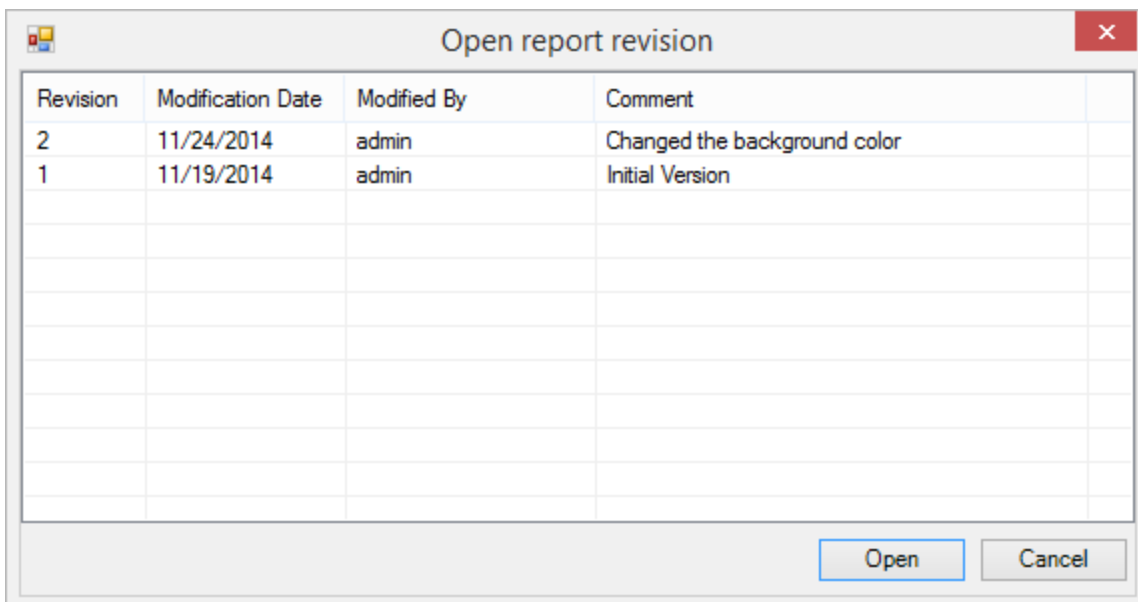 Open report revision
Revision Modification Date Modified By Comment
2 11/24/2014 admin Changed the background color
1 11/19/2014 admin Initial Version
Open Cancel